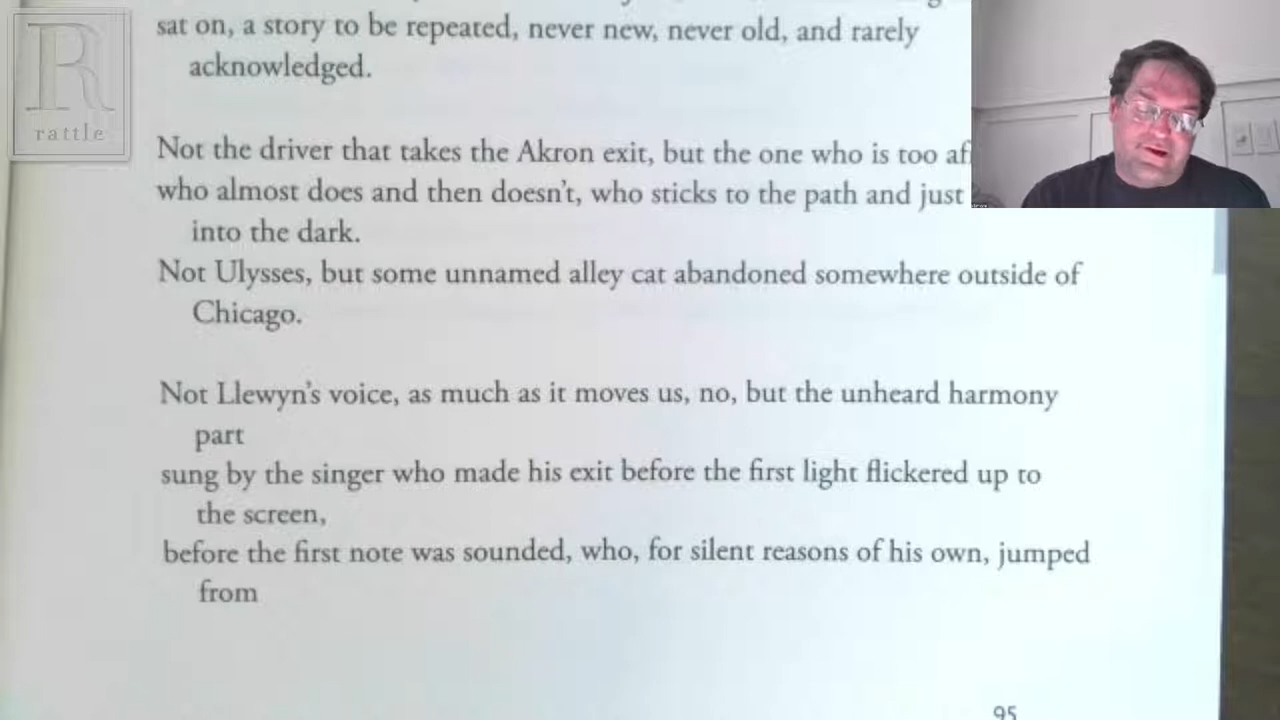 R
rattle
sat on, a story to be repeated, never new, never old, and rarely
acknowledged.
Not the driver that takes the Akron exit, but the one who is too
who almost does and then doesn't, who sticks to the path and just
into the dark.
Not Ulysses, but some unnamed alley cat abandoned somewhere outside of
Chicago.
Not Llewyn's voice, as much as it moves us, no, but the unheard harmony
part
sung by the singer who made his exit before the first light flickered up to
the screen,
before the first note was sounded, who, for silent reasons of his own, jumped
from
95